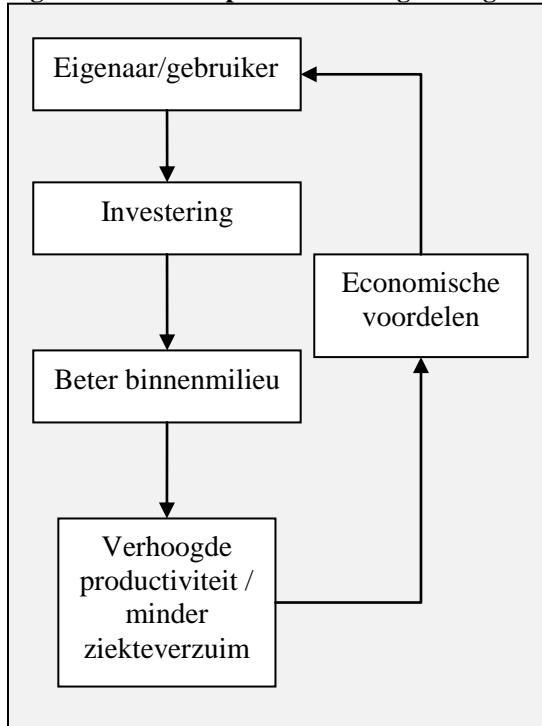 Eigenaar/gebruiker
Investering
Economische
voordelen
Beter binnenmilieu
Verhoogde
productiviteit /
minder
ziekteverzuim